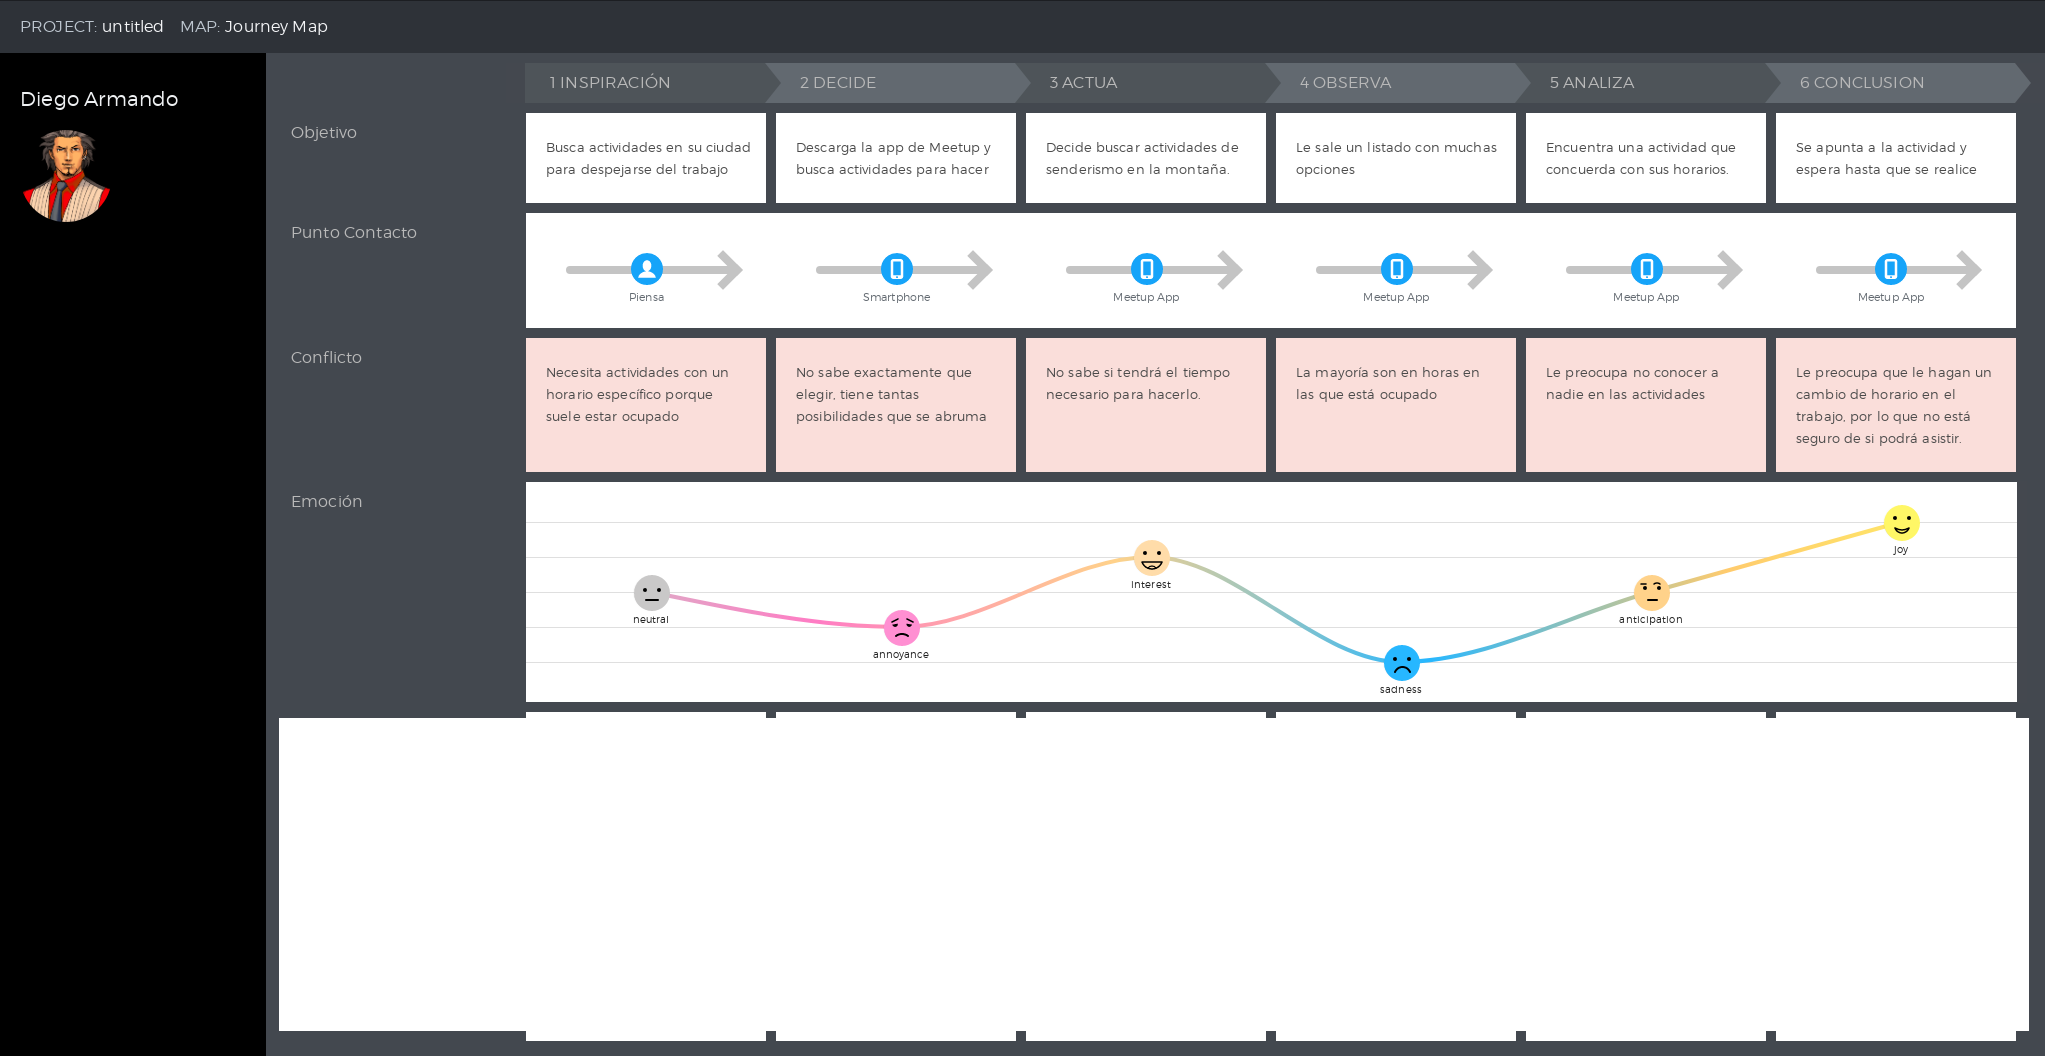 PROJECT: untitled MAP: Journey Map
Diego Armando
1 INSPIRACIÓN
2 DECIDE
3 ACTUA
4 OBSERVA
5 ANALIZA
6 CONCLUSION
Objetivo
Busca actividades en su ciudad
para despejarse del trabajo
Descarga la app de Meetup y
busca actividades para hacer
Decide buscar actividades de
senderismo en la montaña.
Le sale un listado con muchas
opciones
Encuentra una actividad que
concuerda con sus horarios.
Se apunta a la actividad y
espera hasta que se realice
Punto Contacto
Piensa
Smartphone
Meetup App
Meetup App
Meetup App
Meetup App
Conflicto
Necesita actividades con un
horario específico porque
suele estar ocupado
No sabe exactamente que
elegir, tiene tantas
posibilidades que se abruma
No sabe si tendrá el tiempo
necesario para hacerlo.
La mayoría son en horas en
las que está ocupado
Le preocupa no conocer a
nadie en las actividades
Le preocupa que le hagan un
cambio de horario en el
trabajo, por lo que no está
seguro de si podrá asistir.
Emoción
neutral
annoyance
interest
sadness
anticipation
joy